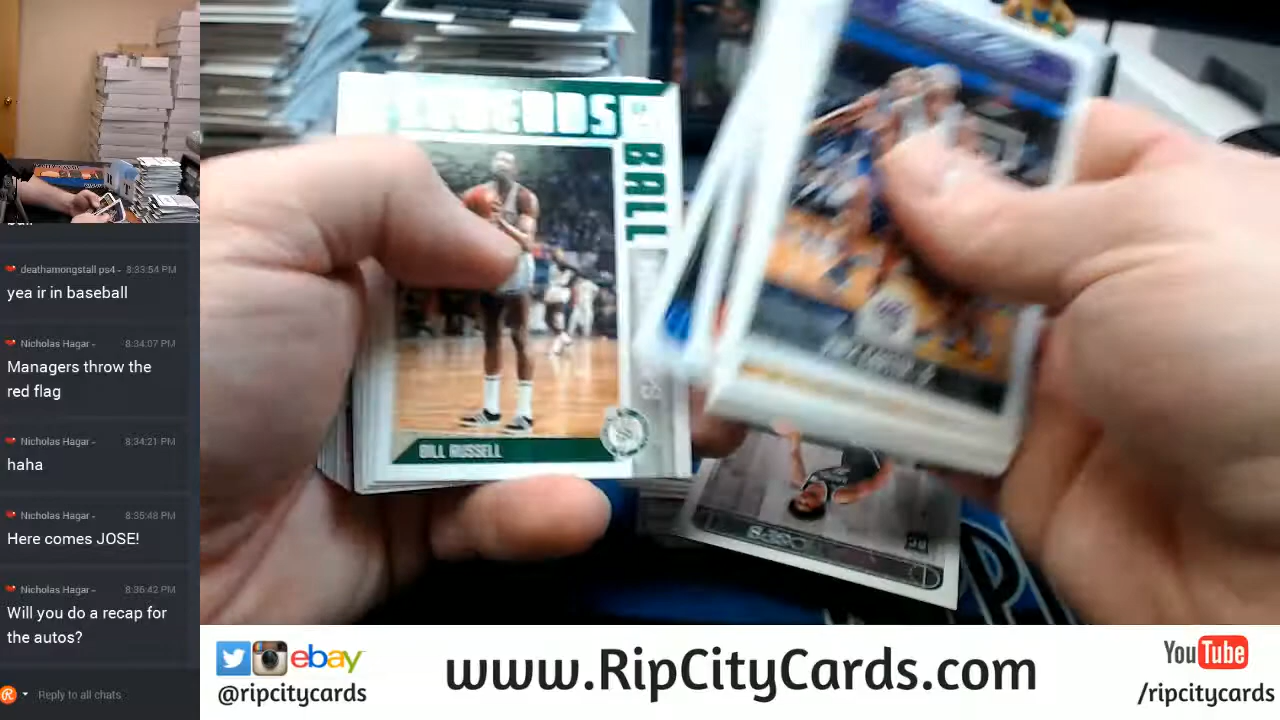 deathamongstall ps4 - 8:33:54 PM
yea ir in baseball
Nicholas Hagar - 8:34:07 PM
Managers throw the
red flag
Nicholas Hagar - 8:34:21 PM
haha
Nicholas Hagar - 8:35:48 PM
Here comes JOSE!
Nicholas Hagar - 8:36:42 PM
Will you do a recap for
the autos?
Reply to all chats
BALL
BILL RUSSELL
ebay
@ripcitycards
www.RipCityCards.com
YouTube
/ripcitycards